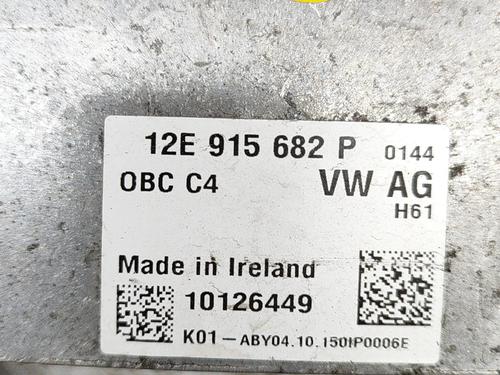 12E 915 682 P 0144
OBC C4 VW AG
H61
Made in Ireland
10126449
K01-ABY04.10.150IP0006E